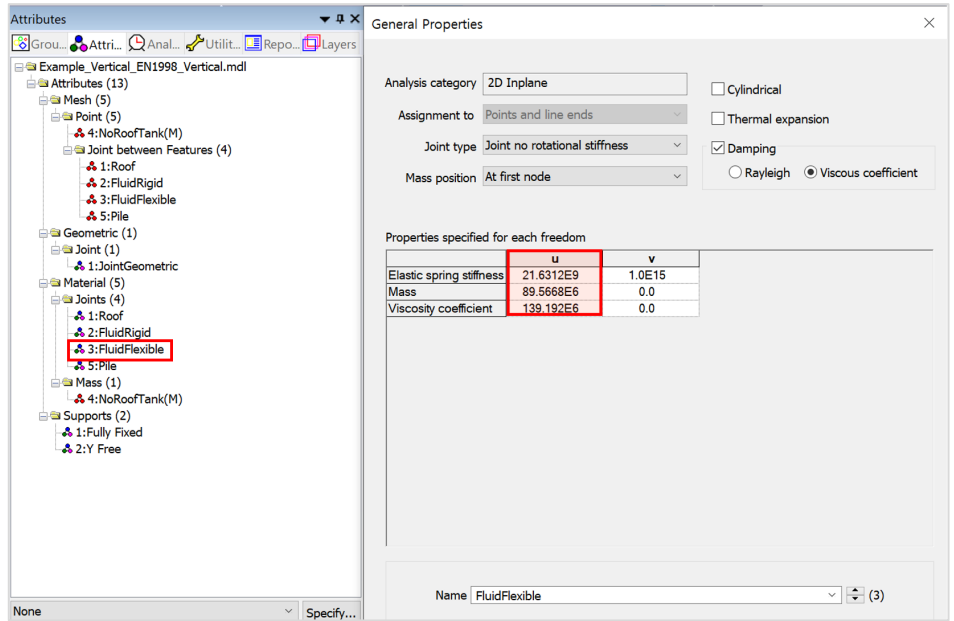 Attributes
Grou... Attri... Anal... Utilit... Repo... Layers
Example_Vertical_EN1998_Vertical.mdl
Attributes (13)
Mesh (5)
Point (5)
4:NoRoofTank(M)
Joint between Features (4)
1:Roof
2:FluidRigid
3:FluidFlexible
5:Pile
Geometric (1)
Joint (1)
1:JointGeometric
Material (5)
Joints (4)
1:Roof
2:FluidRigid
3:FluidFlexible
5:Pile
Mass (1)
4:NoRoofTank(M)
Supports (2)
1:Fully Fixed
2:Y Free
None Specify...
General Properties
Analysis category 2D Inplane
Assignment to Points and line ends
Joint type Joint no rotational stiffness
Mass position At first node
Cylindrical
Thermal expansion
Damping
Rayleigh Viscous coefficient
Properties specified for each freedom
u v
Elastic spring stiffness 21.6312E9 1.0E15
Mass 89.5668E6 0.0
Viscosity coefficient 139.192E6 0.0
Name FluidFlexible (3)